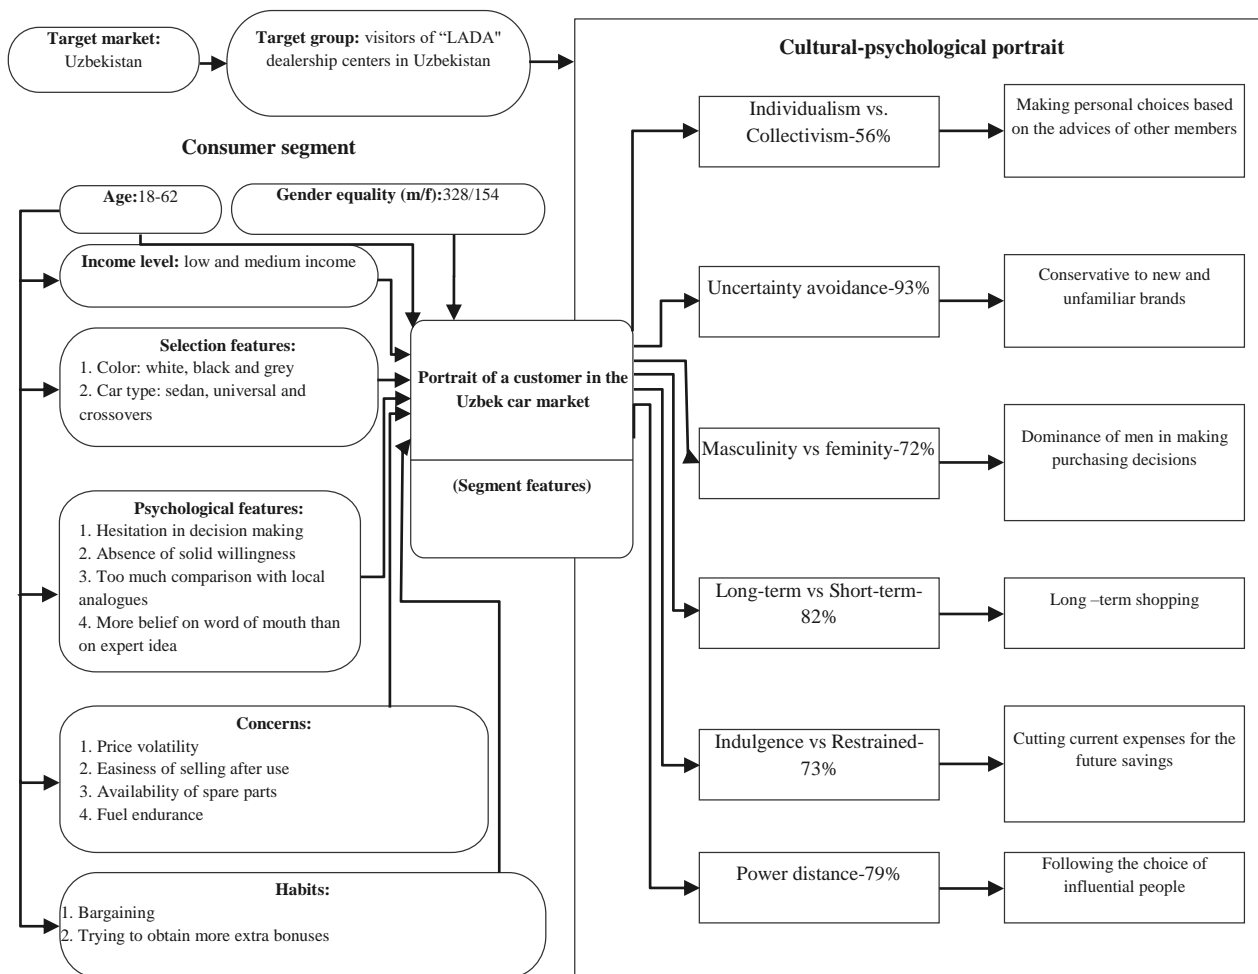 Target market:
Uzbekistan
Target group: visitors of “LADA"
dealership centers in Uzbekistan
Consumer segment
Age:18-62
Gender equality (m/f):328/154
Income level: low and medium income
Selection features:
1. Color: white, black and grey
2. Car type: sedan, universal and
crossovers
Psychological features:
1. Hesitation in decision making
2. Absence of solid willingness
3. Too much comparison with local
analogues
4. More belief on word of mouth than
on expert idea
Concerns:
1. Price volatility
2. Easiness of selling after use
3. Availability of spare parts
4. Fuel endurance
Habits:
1. Bargaining
2. Trying to obtain more extra bonuses
Portrait of a customer in the
Uzbek car market
(Segment features)
Cultural-psychological portrait
Individualism vs.
Collectivism-56%
Making personal choices based
on the advices of other members
Uncertainty avoidance-93%
Conservative to new and
unfamiliar brands
Masculinity vs feminity-72%
Dominance of men in making
purchasing decisions
Long-term vs Short-term-
82%
Long –term shopping
Indulgence vs Restrained-
73%
Cutting current expenses for the
future savings
Power distance-79%
Following the choice of
influential people